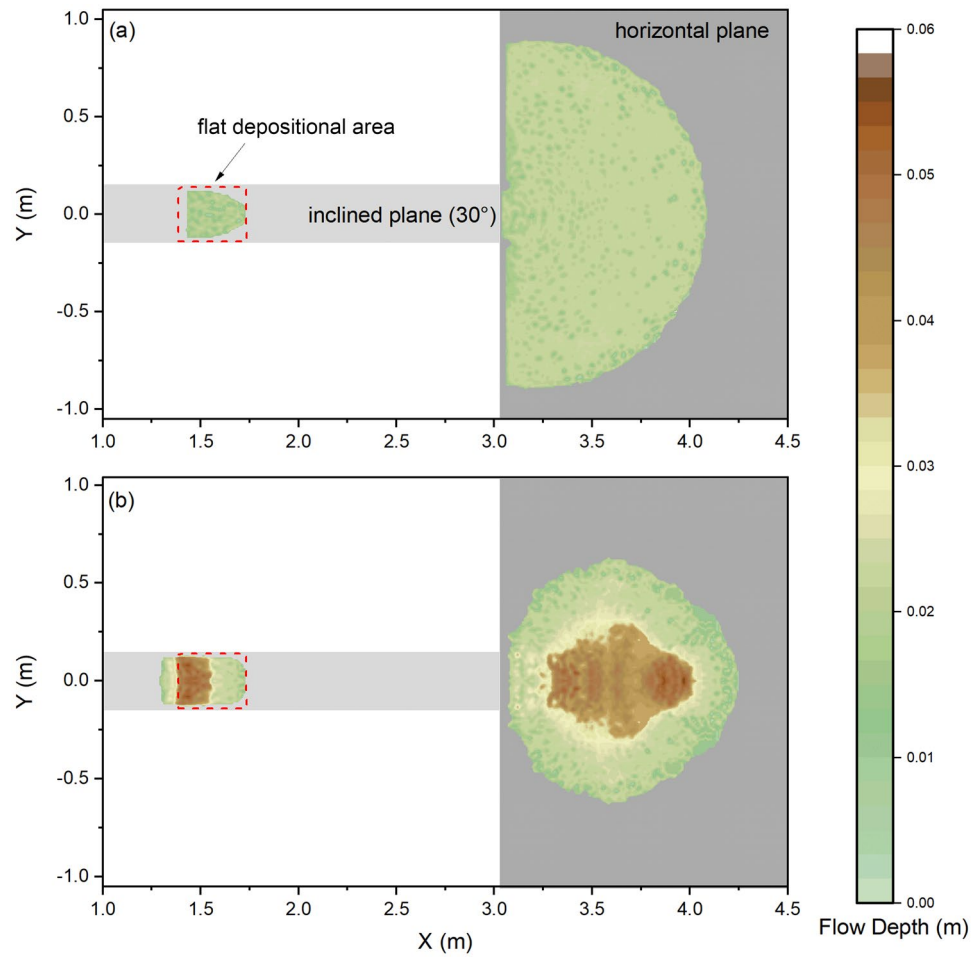 (a)
horizontal plane
flat depositional area
inclined plane (30°)
Y (m)
1.0
0.5
0.0
-0.5
-1.0
1.0 1.5 2.0 2.5 3.0 3.5 4.0 4.5
(b)
Y (m)
1.0
0.5
0.0
-0.5
-1.0
1.0 1.5 2.0 2.5 3.0 3.5 4.0 4.5
X (m)
0.06
0.05
0.04
0.03
0.02
0.01
0.00
Flow Depth (m)